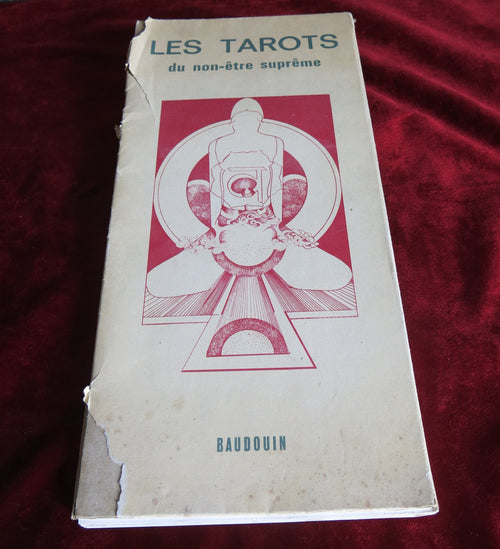 LES TAROTS
du non-être suprême
BAUDOUIN